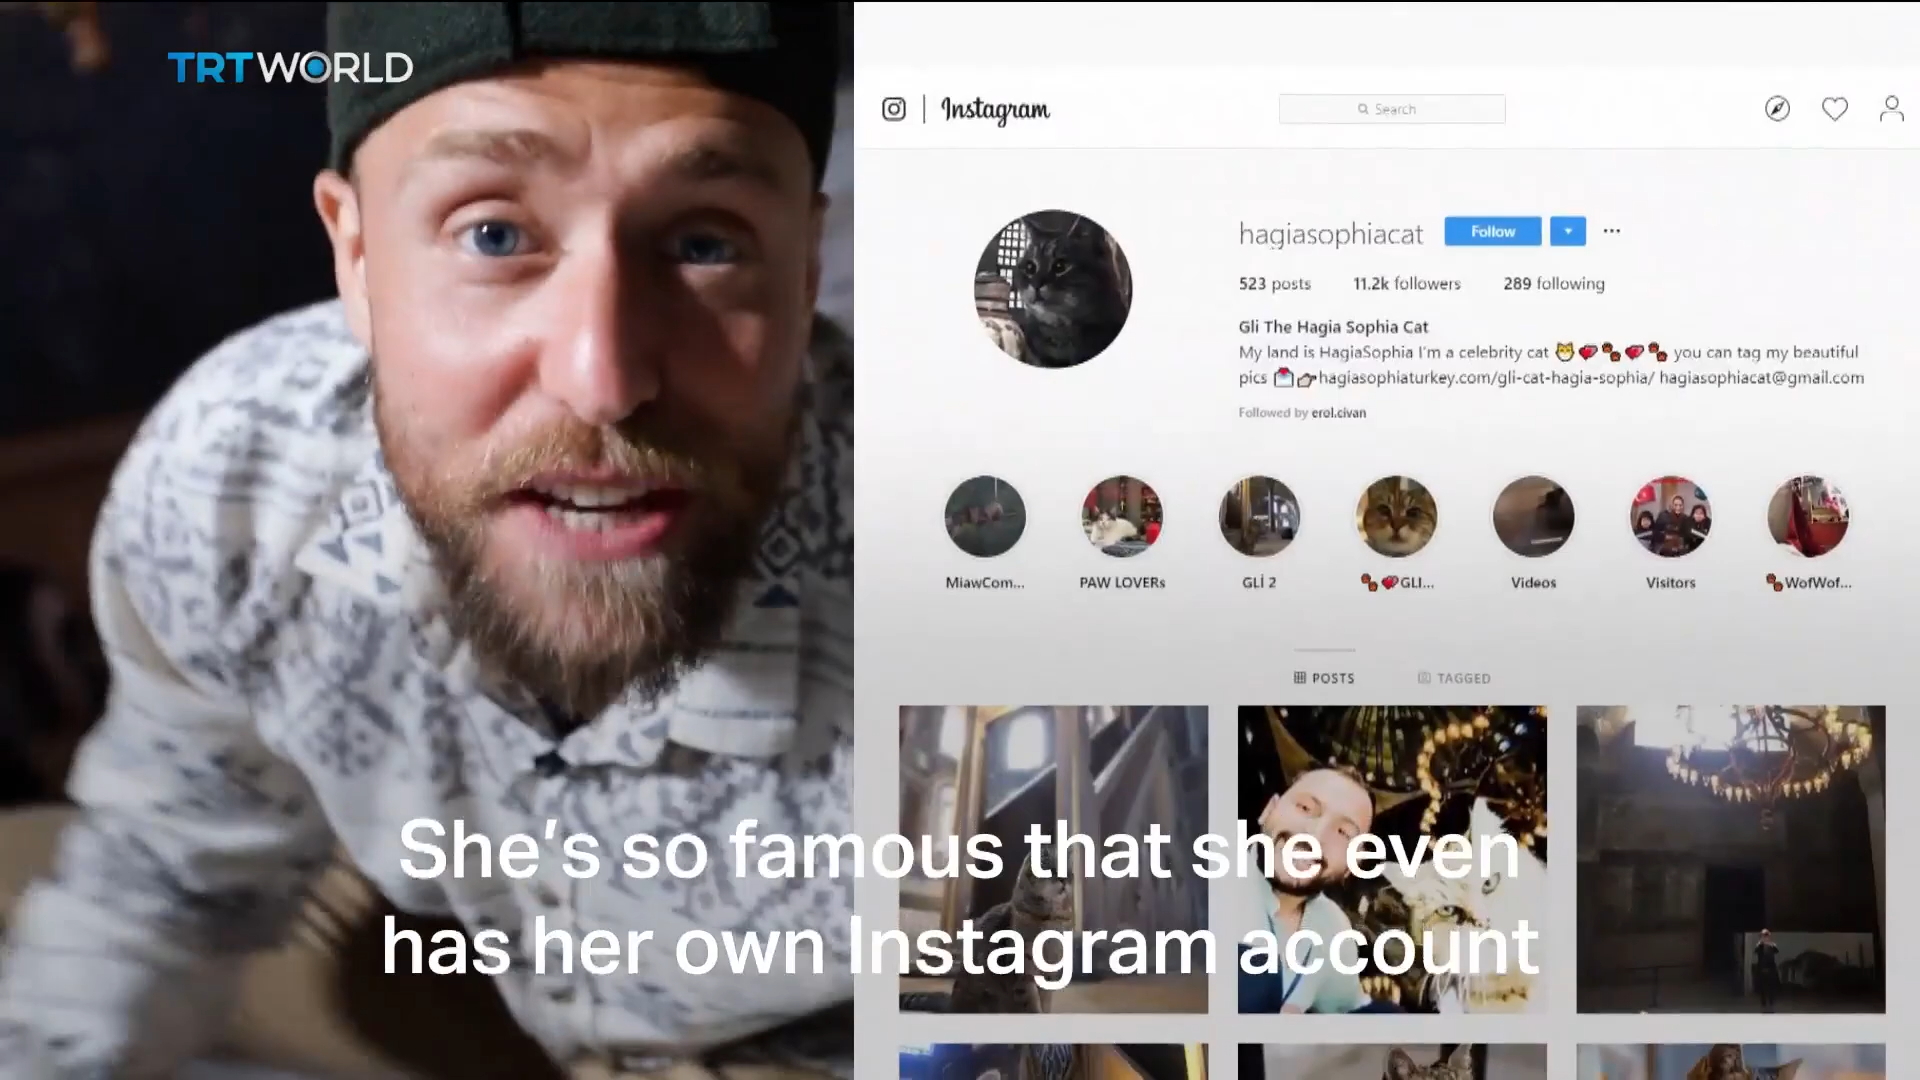 TRT WORLD
Instagram
Search
hagiasophiacat Follow
523 posts 11.2k followers 289 following
Gli The Hagia Sophia Cat
My land is HagiaSophia I'm a celebrity cat 😺💕🐾💕🐾 you can tag my beautiful
pics 💌👉hagiasophiaturkey.com/gli-cat-hagia-sophia/ hagiasophiacat@gmail.com
Followed by erol.civan
MiawCom... PAW LOVERs GLİ 2 🐾💕GLI... Videos Visitors 🐾WofWof...
POSTS TAGGED
She's so famous that she even
has her own Instagram account